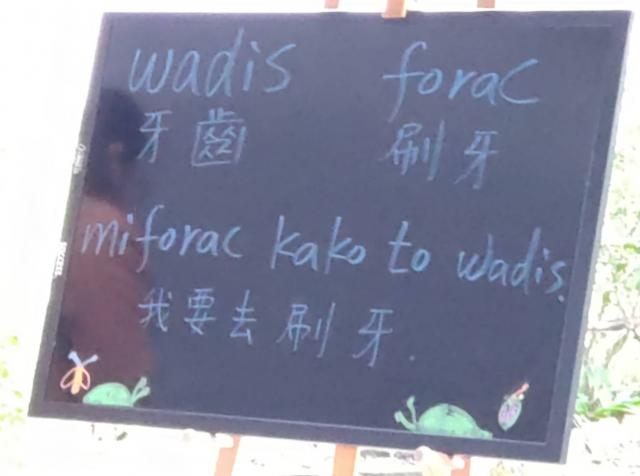 wadis forac
牙齒 刷牙
miforac kako to wadis.
我要去刷牙.